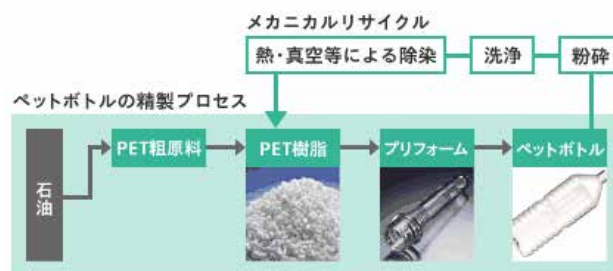 メカニカルリサイクル
熱・真空等による除染
洗浄
粉砕
ペットボトルの精製プロセス
石油
PET粗原料
PET樹脂
プリフォーム
ペットボトル